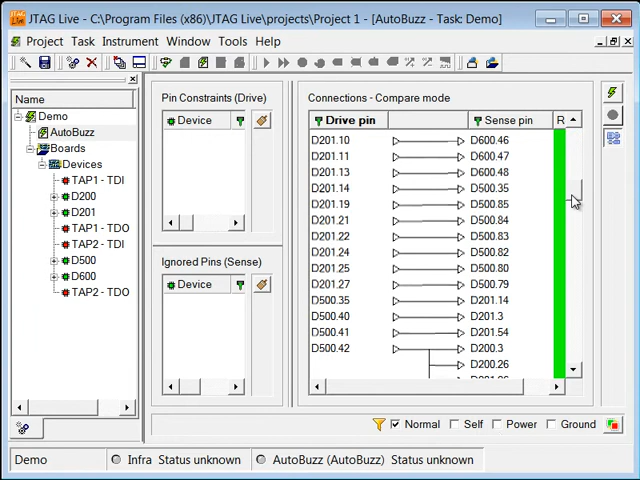 JTAG Live - C:\Program Files (x86)\JTAG Live\projects\Project 1 - [AutoBuzz - Task: Demo]
Project Task Instrument Window Tools Help
Name
Demo
AutoBuzz
Boards
Devices
TAP1 - TDI
D200
D201
TAP1 - TDO
TAP2 - TDI
D500
D600
TAP2 - TDO
Pin Constraints (Drive)
Device
Ignored Pins (Sense)
Device
Connections - Compare mode
Drive pin Sense pin R
D201.10 D600.46
D201.11 D600.47
D201.13 D600.48
D201.14 D500.35
D201.19 D500.85
D201.21 D500.84
D201.22 D500.83
D201.24 D500.82
D201.25 D500.80
D201.27 D500.79
D500.35 D201.14
D500.40 D201.3
D500.41 D201.54
D500.42 D200.3
D200.26
Normal Self Power Ground
Demo Infra Status unknown AutoBuzz (AutoBuzz) Status unknown